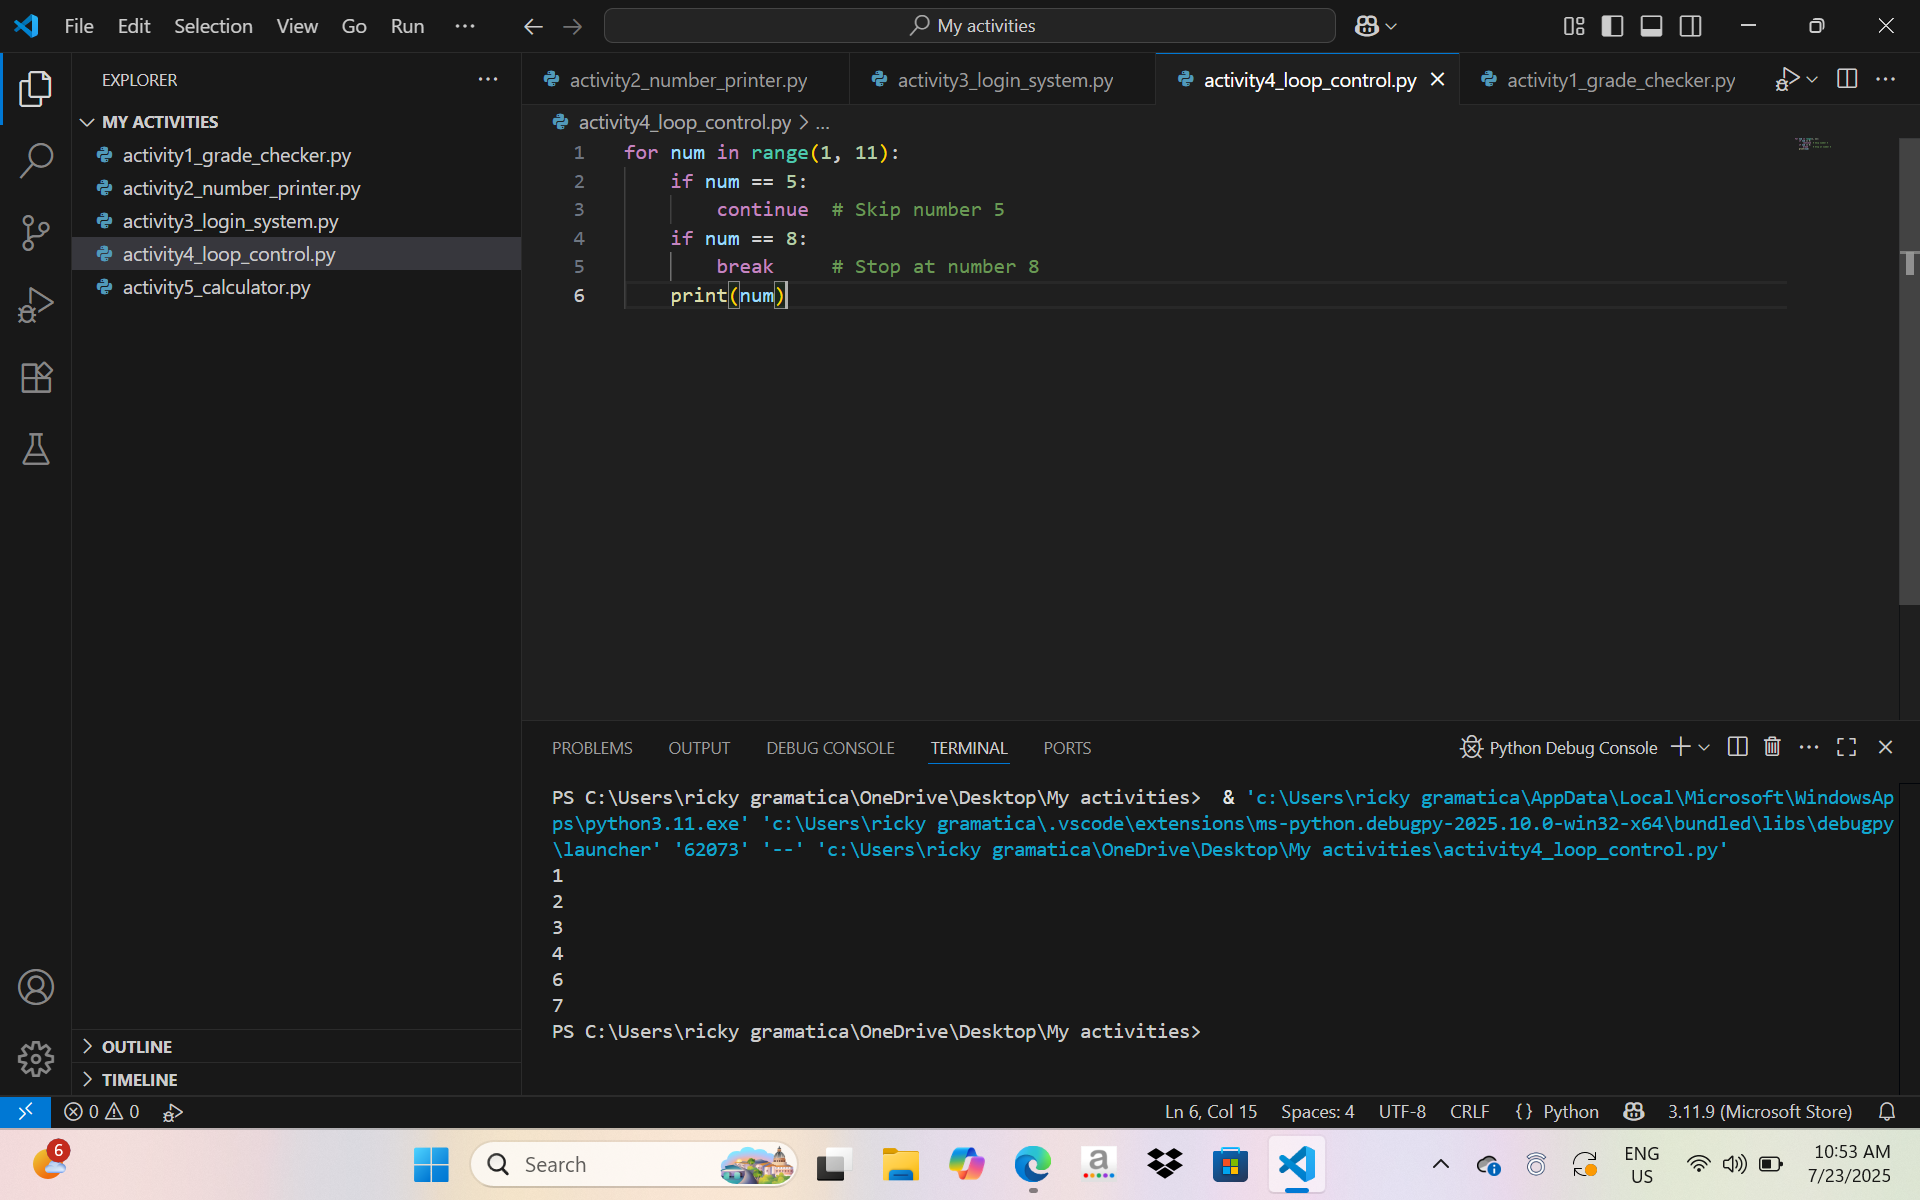 File Edit Selection View Go Run ··· My activities
EXPLORER ···
MY ACTIVITIES
activity1_grade_checker.py
activity2_number_printer.py
activity3_login_system.py
activity4_loop_control.py
activity5_calculator.py
OUTLINE
TIMELINE
activity2_number_printer.py activity3_login_system.py activity4_loop_control.py activity1_grade_checker.py
activity4_loop_control.py > ...
1 for num in range(1, 11):
2     if num == 5:
3         continue  # Skip number 5
4     if num == 8:
5         break     # Stop at number 8
6     print(num)
PROBLEMS OUTPUT DEBUG CONSOLE TERMINAL PORTS Python Debug Console
PS C:\Users\ricky gramatica\OneDrive\Desktop\My activities>  & 'c:\Users\ricky gramatica\AppData\Local\Microsoft\WindowsAp
ps\python3.11.exe' 'c:\Users\ricky gramatica\.vscode\extensions\ms-python.debugpy-2025.10.0-win32-x64\bundled\libs\debugpy
\launcher' '62073' '--' 'c:\Users\ricky gramatica\OneDrive\Desktop\My activities\activity4_loop_control.py'
1
2
3
4
6
7
PS C:\Users\ricky gramatica\OneDrive\Desktop\My activities>
0 0 Ln 6, Col 15 Spaces: 4 UTF-8 CRLF {} Python 3.11.9 (Microsoft Store)
6 Search a ENG US 10:53 AM
7/23/2025